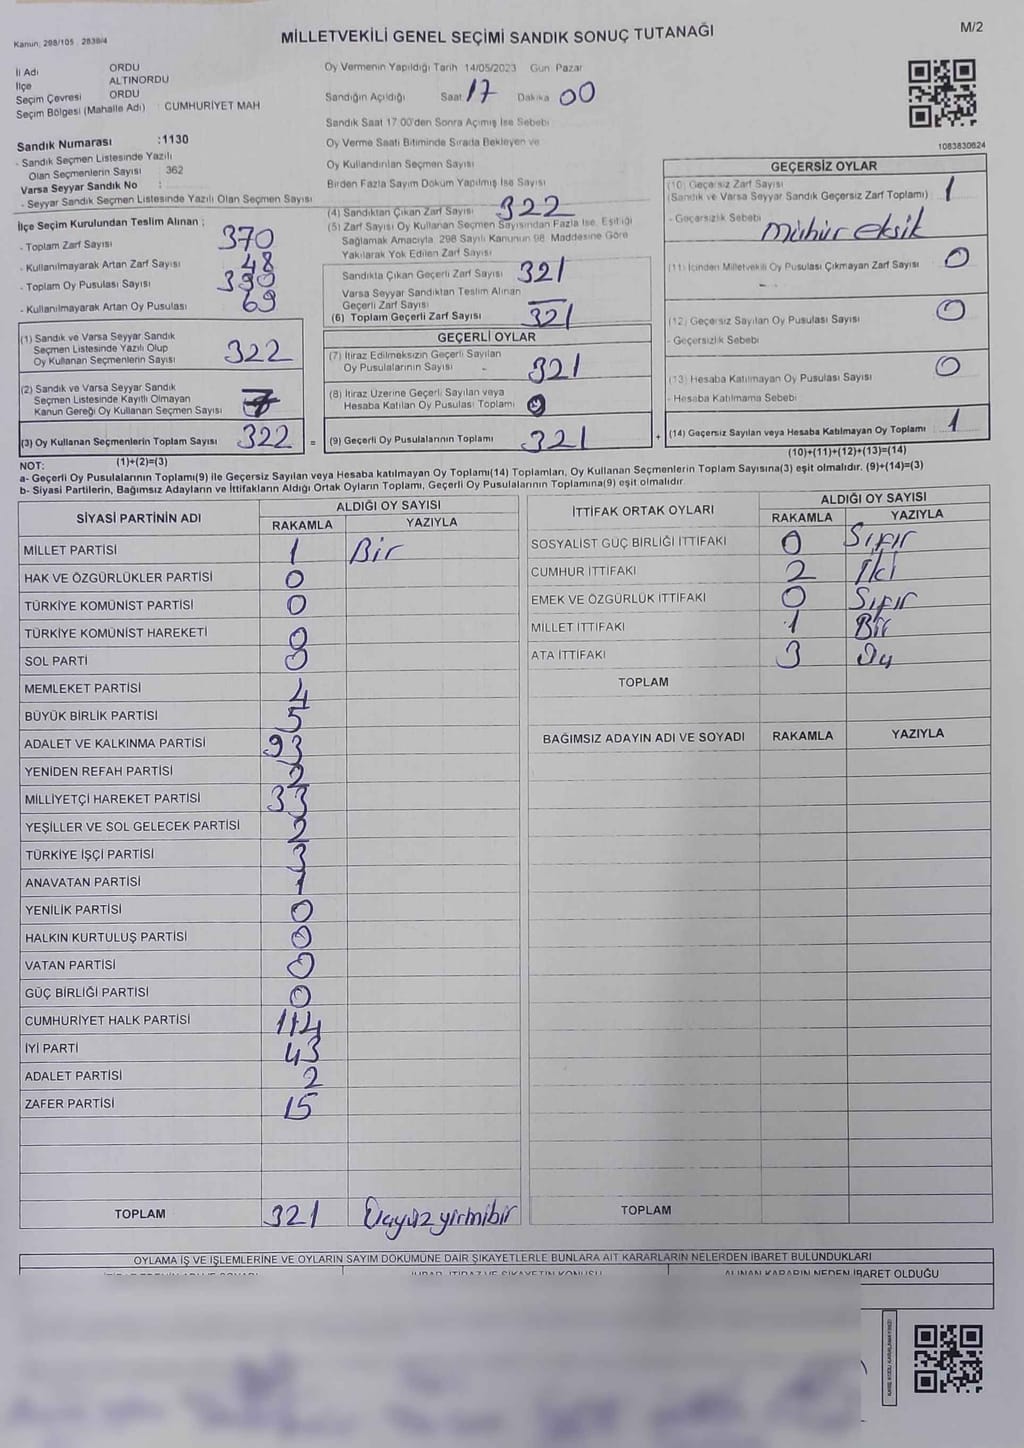 Kanun: 298/105 2839/4
MİLLETVEKİLİ GENEL SEÇİMİ SANDIK SONUÇ TUTANAĞI
M/2
İl Adı ORDU
İlçe ALTINORDU
Seçim Çevresi ORDU
Seçim Bölgesi (Mahalle Adı) : CUMHURİYET MAH
Sandık Numarası :1130
- Sandık Seçmen Listesinde Yazılı
Olan Seçmenlerin Sayısı : 362
Varsa Seyyar Sandık No :
- Seyyar Sandık Seçmen Listesinde Yazılı Olan Seçmen Sayısı
İlçe Seçim Kurulundan Teslim Alınan ;
- Toplam Zarf Sayısı 370
- Kullanılmayarak Artan Zarf Sayısı 48
- Toplam Oy Pusulası Sayısı 390
- Kullanılmayarak Artan Oy Pusulası 69
(1) Sandık ve Varsa Seyyar Sandık
Seçmen Listesinde Yazılı Olup
Oy Kullanan Seçmenlerin Sayısı 322
(2) Sandık ve Varsa Seyyar Sandık
Seçmen Listesinde Kayıtlı Olmayan
Kanun Gereği Oy Kullanan Seçmen Sayısı
(3) Oy Kullanan Seçmenlerin Toplam Sayısı 322 =
(1)+(2)=(3)
Oy Vermenin Yapıldığı Tarih 14/05/2023 Gün: Pazar
Sandığın Açıldığı Saat 17 Dakika 00
Sandık Saat 17:00'den Sonra Açılmış İse Sebebi
Oy Verme Saati Bitiminde Sırada Bekleyen ve
Oy Kullandırılan Seçmen Sayısı
Birden Fazla Sayım Döküm Yapılmış İse Sayısı
(4) Sandıktan Çıkan Zarf Sayısı 322
(5) Zarf Sayısı Oy Kullanan Seçmen Sayısından Fazla İse, Eşitliği
Sağlamak Amacıyla 298 Sayılı Kanunun 98. Maddesine Göre
Yakılarak Yok Edilen Zarf Sayısı
Sandıkta Çıkan Geçerli Zarf Sayısı 321
Varsa Seyyar Sandıktan Teslim Alınan
Geçerli Zarf Sayısı
(6) Toplam Geçerli Zarf Sayısı 321
GEÇERLİ OYLAR
(7) İtiraz Edilmeksizin Geçerli Sayılan
Oy Pusulalarının Sayısı 321
(8) İtiraz Üzerine Geçerli Sayılan veya
Hesaba Katılan Oy Pusulası Toplamı
(9) Geçerli Oy Pusulalarının Toplamı 321 +
1083830624
GEÇERSİZ OYLAR
(10) Geçersiz Zarf Sayısı
(Sandık ve Varsa Seyyar Sandık Geçersiz Zarf Toplamı) 1
- Geçersizlik Sebebi
mühür eksik
(11) İçinden Milletvekili Oy Pusulası Çıkmayan Zarf Sayısı 0
(12) Geçersiz Sayılan Oy Pusulası Sayısı 0
- Geçersizlik Sebebi
(13) Hesaba Katılmayan Oy Pusulası Sayısı 0
- Hesaba Katılmama Sebebi
(14) Geçersiz Sayılan veya Hesaba Katılmayan Oy Toplamı 1
(10)+(11)+(12)+(13)=(14)
NOT:
a- Geçerli Oy Pusulalarının Toplamı(9) ile Geçersiz Sayılan veya Hesaba katılmayan Oy Toplamı(14) Toplamları, Oy Kullanan Seçmenlerin Toplam Sayısına(3) eşit olmalıdır. (9)+(14)=(3)
b- Siyasi Partilerin, Bağımsız Adayların ve İttifakların Aldığı Ortak Oyların Toplamı, Geçerli Oy Pusulalarının Toplamına(9) eşit olmalıdır.
SİYASİ PARTİNİN ADI ALDIĞI OY SAYISI
RAKAMLA YAZIYLA
MİLLET PARTİSİ 1 Bir
HAK VE ÖZGÜRLÜKLER PARTİSİ 0
TÜRKİYE KOMÜNİST PARTİSİ 0
TÜRKİYE KOMÜNİST HAREKETİ 0
SOL PARTİ 0
MEMLEKET PARTİSİ 4
BÜYÜK BİRLİK PARTİSİ 5
ADALET VE KALKINMA PARTİSİ 93
YENİDEN REFAH PARTİSİ
MİLLİYETÇİ HAREKET PARTİSİ 33
YEŞİLLER VE SOL GELECEK PARTİSİ 2
TÜRKİYE İŞÇİ PARTİSİ 3
ANAVATAN PARTİSİ 1
YENİLİK PARTİSİ 0
HALKIN KURTULUŞ PARTİSİ 0
VATAN PARTİSİ 0
GÜÇ BİRLİĞİ PARTİSİ 0
CUMHURİYET HALK PARTİSİ 114
İYİ PARTİ 43
ADALET PARTİSİ 2
ZAFER PARTİSİ 15
TOPLAM 321 Üçyüz yirmibir
İTTİFAK ORTAK OYLARI ALDIĞI OY SAYISI
RAKAMLA YAZIYLA
SOSYALİST GÜÇ BİRLİĞİ İTTİFAKI 0 Sıfır
CUMHUR İTTİFAKI 2 İki
EMEK VE ÖZGÜRLÜK İTTİFAKI 0 Sıfır
MİLLET İTTİFAKI 1 Bir
ATA İTTİFAKI 3 Üç
TOPLAM
BAĞIMSIZ ADAYIN ADI VE SOYADI RAKAMLA YAZIYLA
TOPLAM
OYLAMA İŞ VE İŞLEMLERİNE VE OYLARIN SAYIM DÖKÜMÜNE DAİR ŞİKAYETLERLE BUNLARA AİT KARARLARIN NELERDEN İBARET BULUNDUKLARI
ALINAN KARARIN NEDEN İBARET OLDUĞU
KARE KODU KARALAMAYINIZ!